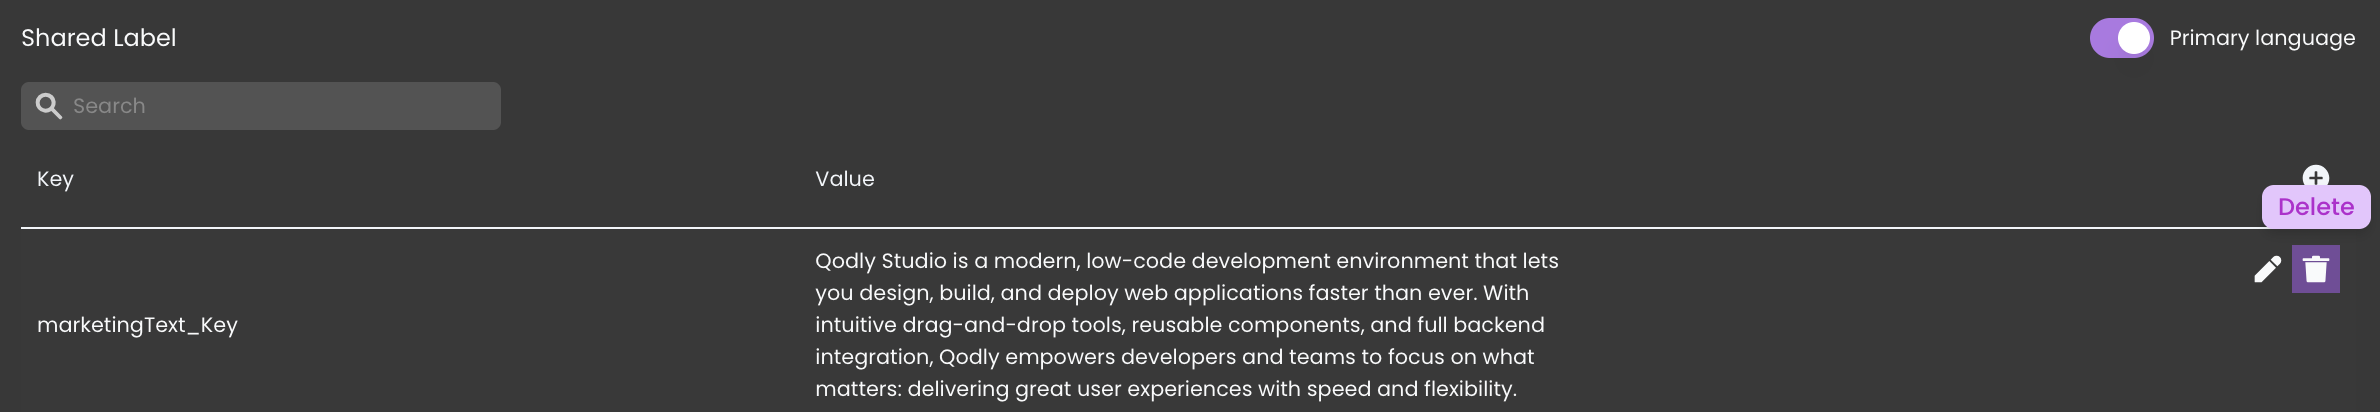 Shared Label
Primary language
Search
Key
Value
Delete
marketingText_Key
Qodly Studio is a modern, low-code development environment that lets
you design, build, and deploy web applications faster than ever. With
intuitive drag-and-drop tools, reusable components, and full backend
integration, Qodly empowers developers and teams to focus on what
matters: delivering great user experiences with speed and flexibility.